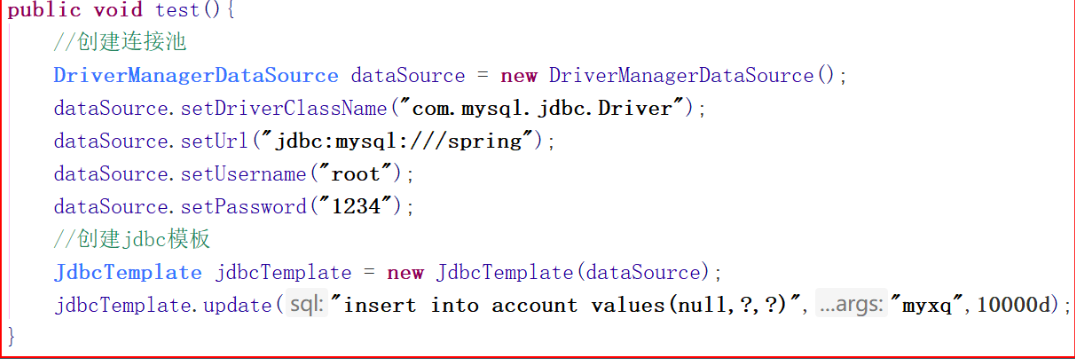 public void test(){
//创建连接池
DriverManagerDataSource dataSource = new DriverManagerDataSource();
dataSource.setDriverClassName("com.mysql.jdbc.Driver");
dataSource.setUrl("jdbc:mysql:///spring");
dataSource.setUsername("root");
dataSource.setPassword("1234");
//创建jdbc模板
JdbcTemplate jdbcTemplate = new JdbcTemplate(dataSource);
jdbcTemplate.update( sql: "insert into account values(null,?,?)", ...args: "myxq",10000d);
}